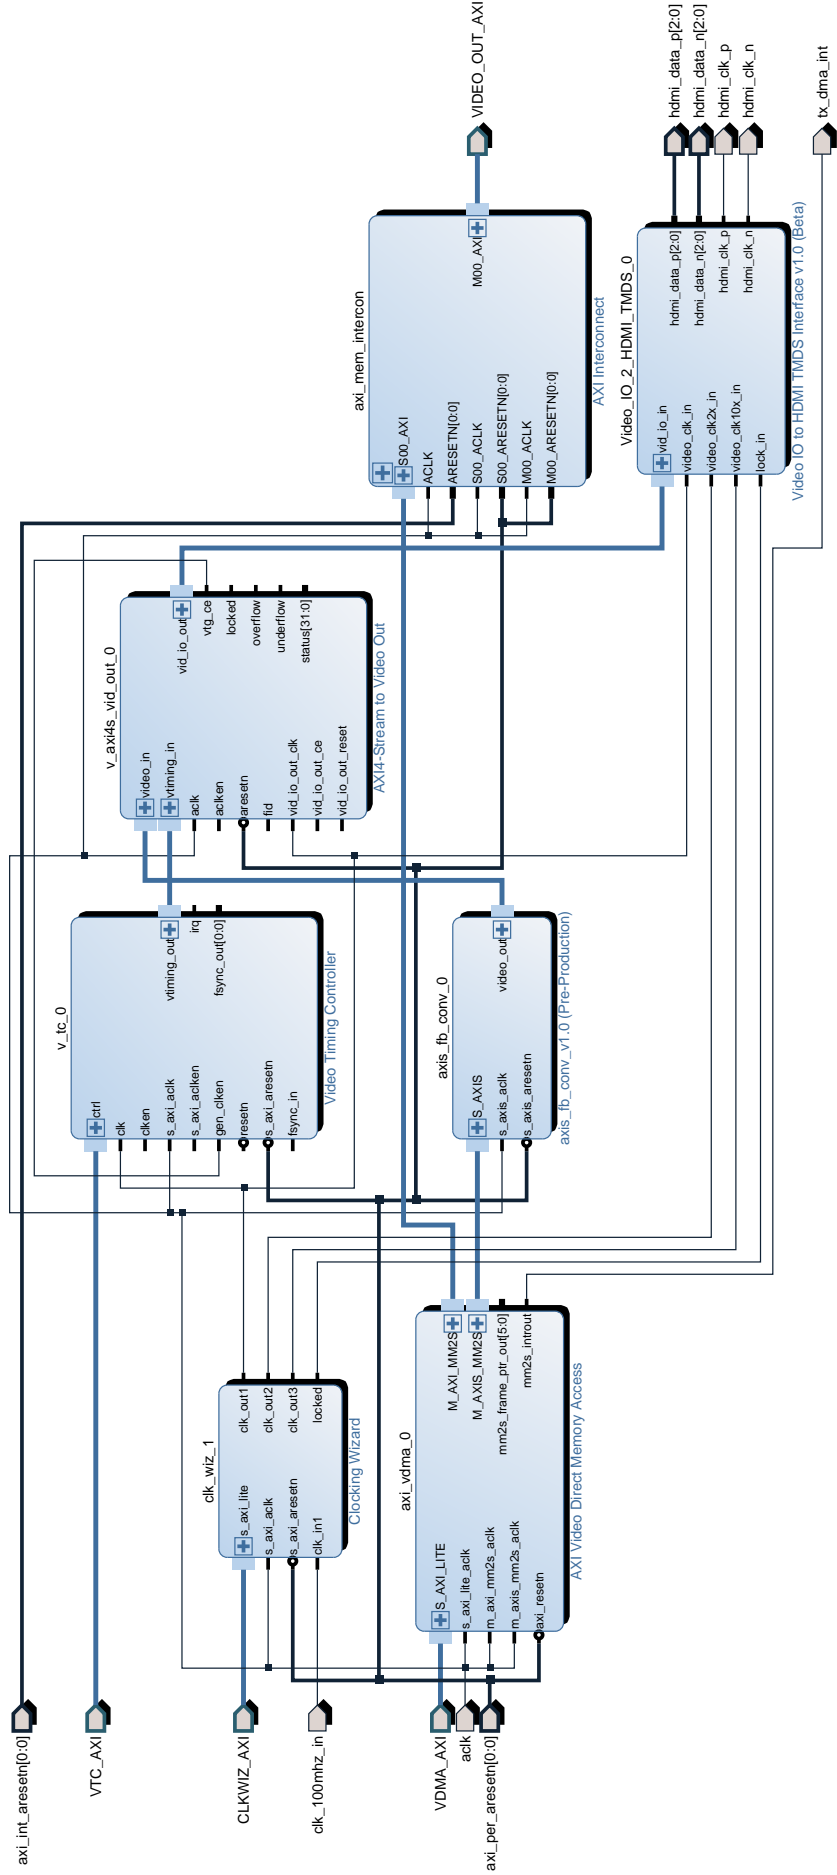 axi_int_aresetn[0:0]
VTC_AXI
CLKWIZ_AXI
clk_100mhz_in
VDMA_AXI
aclk
axi_per_aresetn[0:0]
clk_wiz_1
s_axi_lite
s_axi_aclk
s_axi_aresetn
clk_in1
clk_out1
clk_out2
clk_out3
locked
Clocking Wizard
axi_vdma_0
S_AXI_LITE
s_axi_lite_aclk
m_axi_mm2s_aclk
m_axis_mm2s_aclk
axi_resetn
M_AXI_MM2S
M_AXIS_MM2S
mm2s_frame_ptr_out[5:0]
mm2s_introut
AXI Video Direct Memory Access
v_tc_0
ctrl
clk
clken
s_axi_aclk
s_axi_aclken
gen_clken
resetn
s_axi_aresetn
fsync_in
vtiming_out
irq
fsync_out[0:0]
Video Timing Controller
axis_fb_conv_0
S_AXIS
s_axis_aclk
s_axis_aresetn
video_out
axis_fb_conv_v1.0 (Pre-Production)
v_axi4s_vid_out_0
video_in
vtiming_in
aclk
aclken
aresetn
fid
vid_io_out_clk
vid_io_out_ce
vid_io_out_reset
vid_io_out
vtg_ce
locked
overflow
underflow
status[31:0]
AXI4-Stream to Video Out
axi_mem_intercon
S00_AXI
ACLK
ARESETN[0:0]
S00_ACLK
S00_ARESETN[0:0]
M00_ACLK
M00_ARESETN[0:0]
M00_AXI
AXI Interconnect
Video_IO_2_HDMI_TMDS_0
vid_io_in
video_clk_in
video_clk2x_in
video_clk10x_in
lock_in
hdmi_data_p[2:0]
hdmi_data_n[2:0]
hdmi_clk_p
hdmi_clk_n
Video IO to HDMI TMDS Interface v1.0 (Beta)
VIDEO_OUT_AXI
hdmi_data_p[2:0]
hdmi_data_n[2:0]
hdmi_clk_p
hdmi_clk_n
tx_dma_int